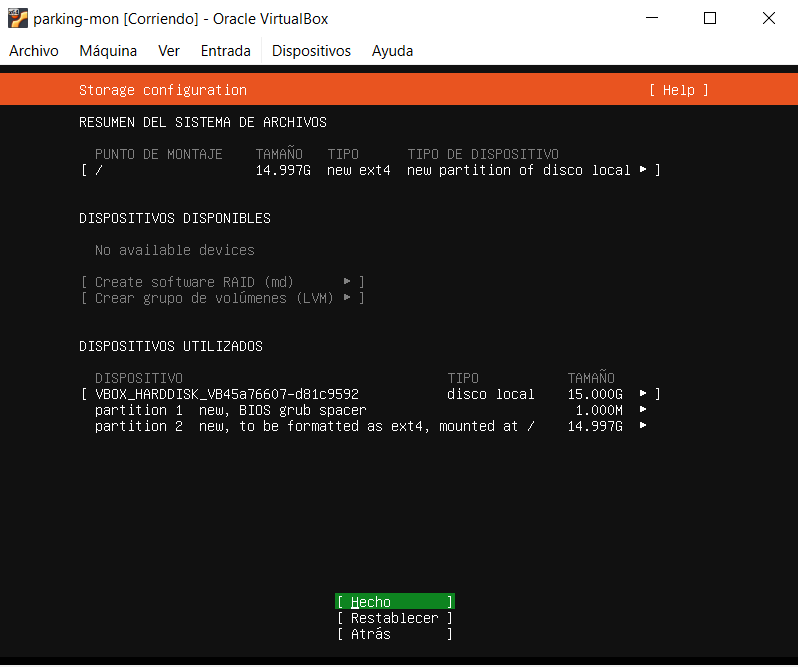 parking-mon [Corriendo] - Oracle VirtualBox
Archivo Máquina Ver Entrada Dispositivos Ayuda
Storage configuration [ Help ]
RESUMEN DEL SISTEMA DE ARCHIVOS
PUNTO DE MONTAJE TAMAÑO TIPO TIPO DE DISPOSITIVO
[ / 14.997G new ext4 new partition of disco local ▸ ]
DISPOSITIVOS DISPONIBLES
No available devices
[ Create software RAID (md) ▸ ]
[ Crear grupo de volúmenes (LVM) ▸ ]
DISPOSITIVOS UTILIZADOS
DISPOSITIVO TIPO TAMAÑO
[ VBOX_HARDDISK_VB45a76607-d81c9592 disco local 15.000G ▸ ]
partition 1 new, BIOS grub spacer 1.000M ▸
partition 2 new, to be formatted as ext4, mounted at / 14.997G ▸
[ Hecho ]
[ Restablecer ]
[ Atrás ]